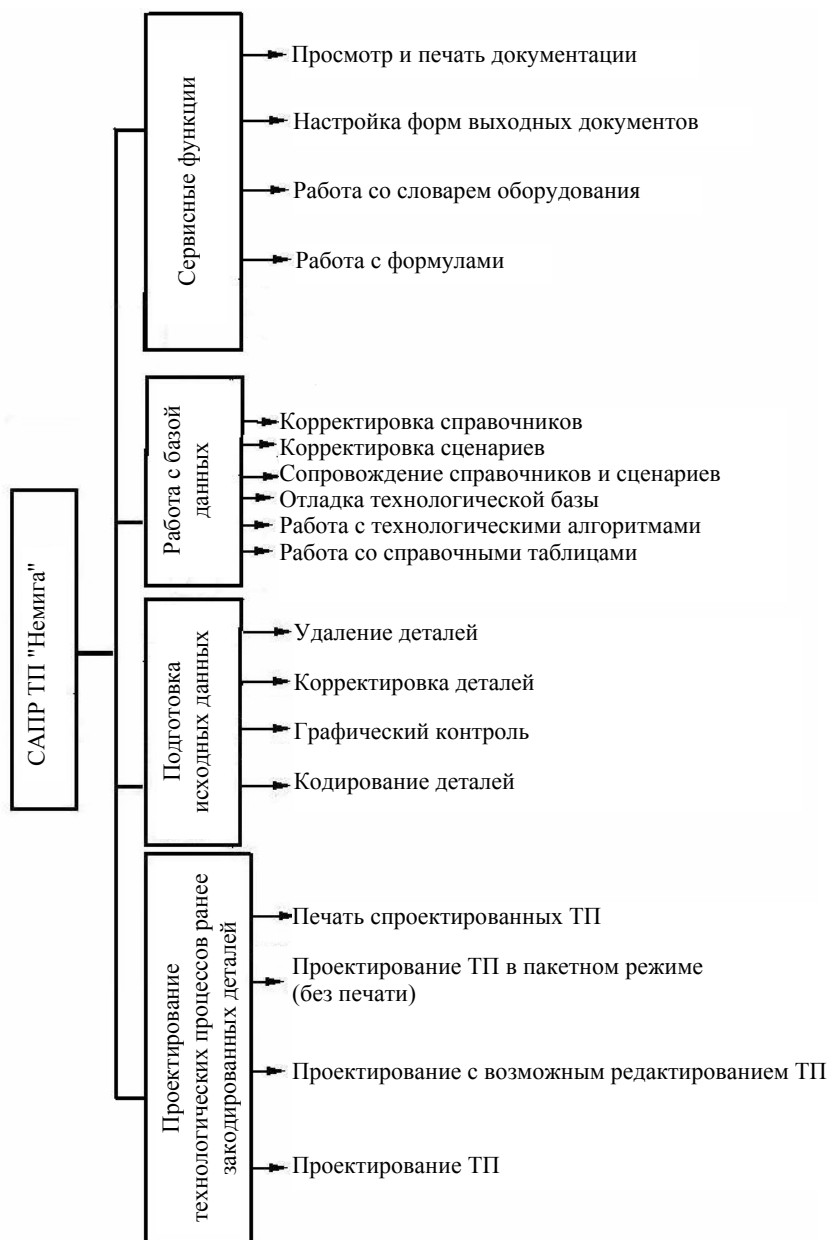 САПР ТП "Немига"
Сервисные функции
Просмотр и печать документации
Настройка форм выходных документов
Работа со словарем оборудования
Работа с формулами
Работа с базой
данных
Корректировка справочников
Корректировка сценариев
Сопровождение справочников и сценариев
Отладка технологической базы
Работа с технологическими алгоритмами
Работа со справочными таблицами
Подготовка
исходных данных
Удаление деталей
Корректировка деталей
Графический контроль
Кодирование деталей
Проектирование
технологических процессов ранее
закодированных деталей
Печать спроектированных ТП
Проектирование ТП в пакетном режиме
(без печати)
Проектирование с возможным редактированием ТП
Проектирование ТП